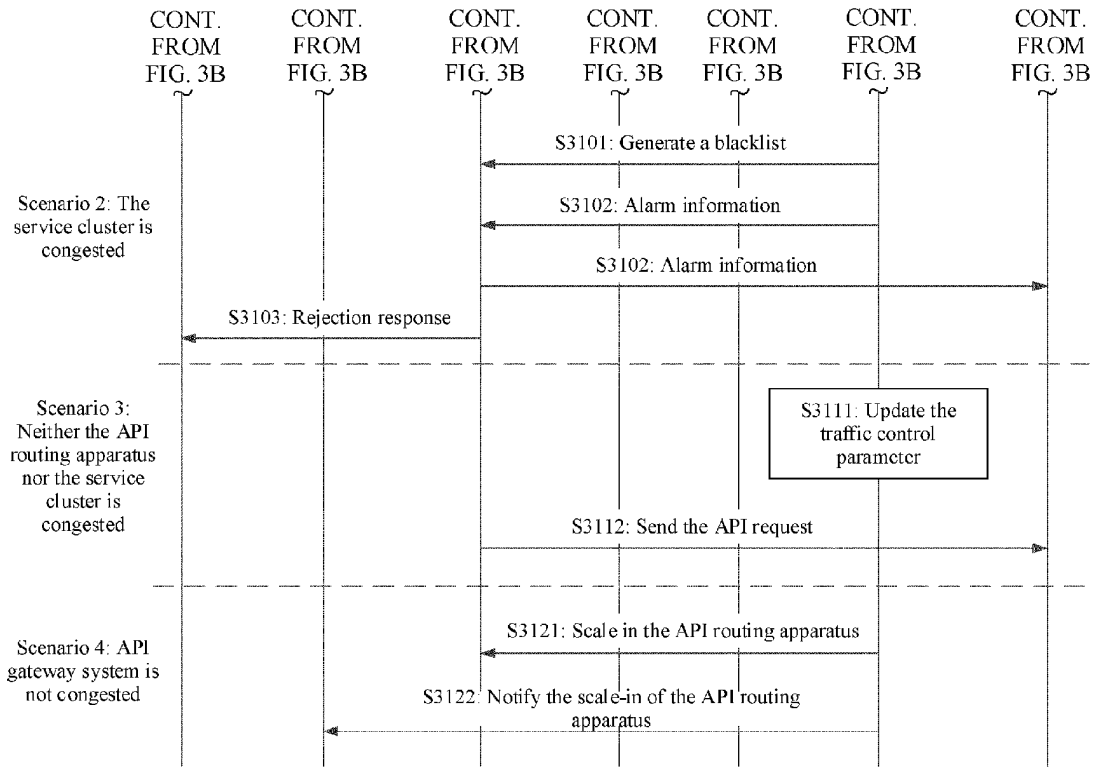 CONT.
FROM
FIG. 3B
CONT.
FROM
FIG. 3B
CONT.
FROM
FIG. 3B
CONT.
FROM
FIG. 3B
CONT.
FROM
FIG. 3B
CONT.
FROM
FIG. 3B
CONT.
FROM
FIG. 3B
Scenario 2: The
service cluster is
congested
S3101: Generate a blacklist
S3102: Alarm information
S3102: Alarm information
S3103: Rejection response
Scenario 3:
Neither the API
routing apparatus
nor the service
cluster is
congested
S3111: Update the
traffic control
parameter
S3112: Send the API request
Scenario 4: API
gateway system is
not congested
S3121: Scale in the API routing apparatus
S3122: Notify the scale-in of the API routing
apparatus